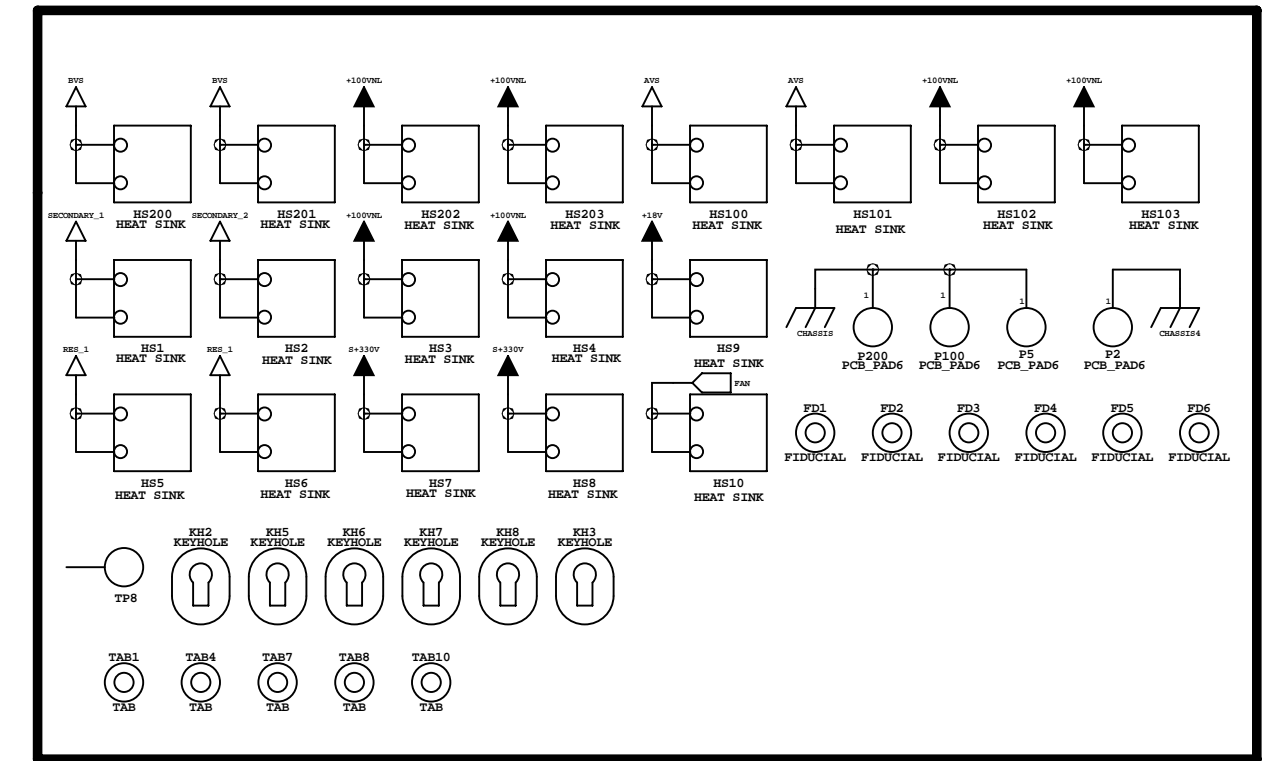 BVS BVS +100VNL +100VNL AVS AVS +100VNL +100VNL
HS200 HS201 HS202 HS203 HS100 HS101 HS102 HS103
HEAT SINK HEAT SINK HEAT SINK HEAT SINK HEAT SINK HEAT SINK HEAT SINK HEAT SINK
SECONDARY_1 SECONDARY_2 +100VNL +100VNL +18V
1 1 1 1
CHASSIS CHASSIS4
HS1 HS2 HS3 HS4 HS9 P200 P100 P5 P2
HEAT SINK HEAT SINK HEAT SINK HEAT SINK HEAT SINK PCB_PAD6 PCB_PAD6 PCB_PAD6 PCB_PAD6
RES_1 RES_1 S+330V S+330V
FAN
FD1 FD2 FD3 FD4 FD5 FD6
FIDUCIAL FIDUCIAL FIDUCIAL FIDUCIAL FIDUCIAL FIDUCIAL
HS5 HS6 HS7 HS8 HS10
HEAT SINK HEAT SINK HEAT SINK HEAT SINK HEAT SINK
KH2 KH5 KH6 KH7 KH8 KH3
KEYHOLE KEYHOLE KEYHOLE KEYHOLE KEYHOLE KEYHOLE
TP8
TAB1 TAB4 TAB7 TAB8 TAB10
TAB TAB TAB TAB TAB